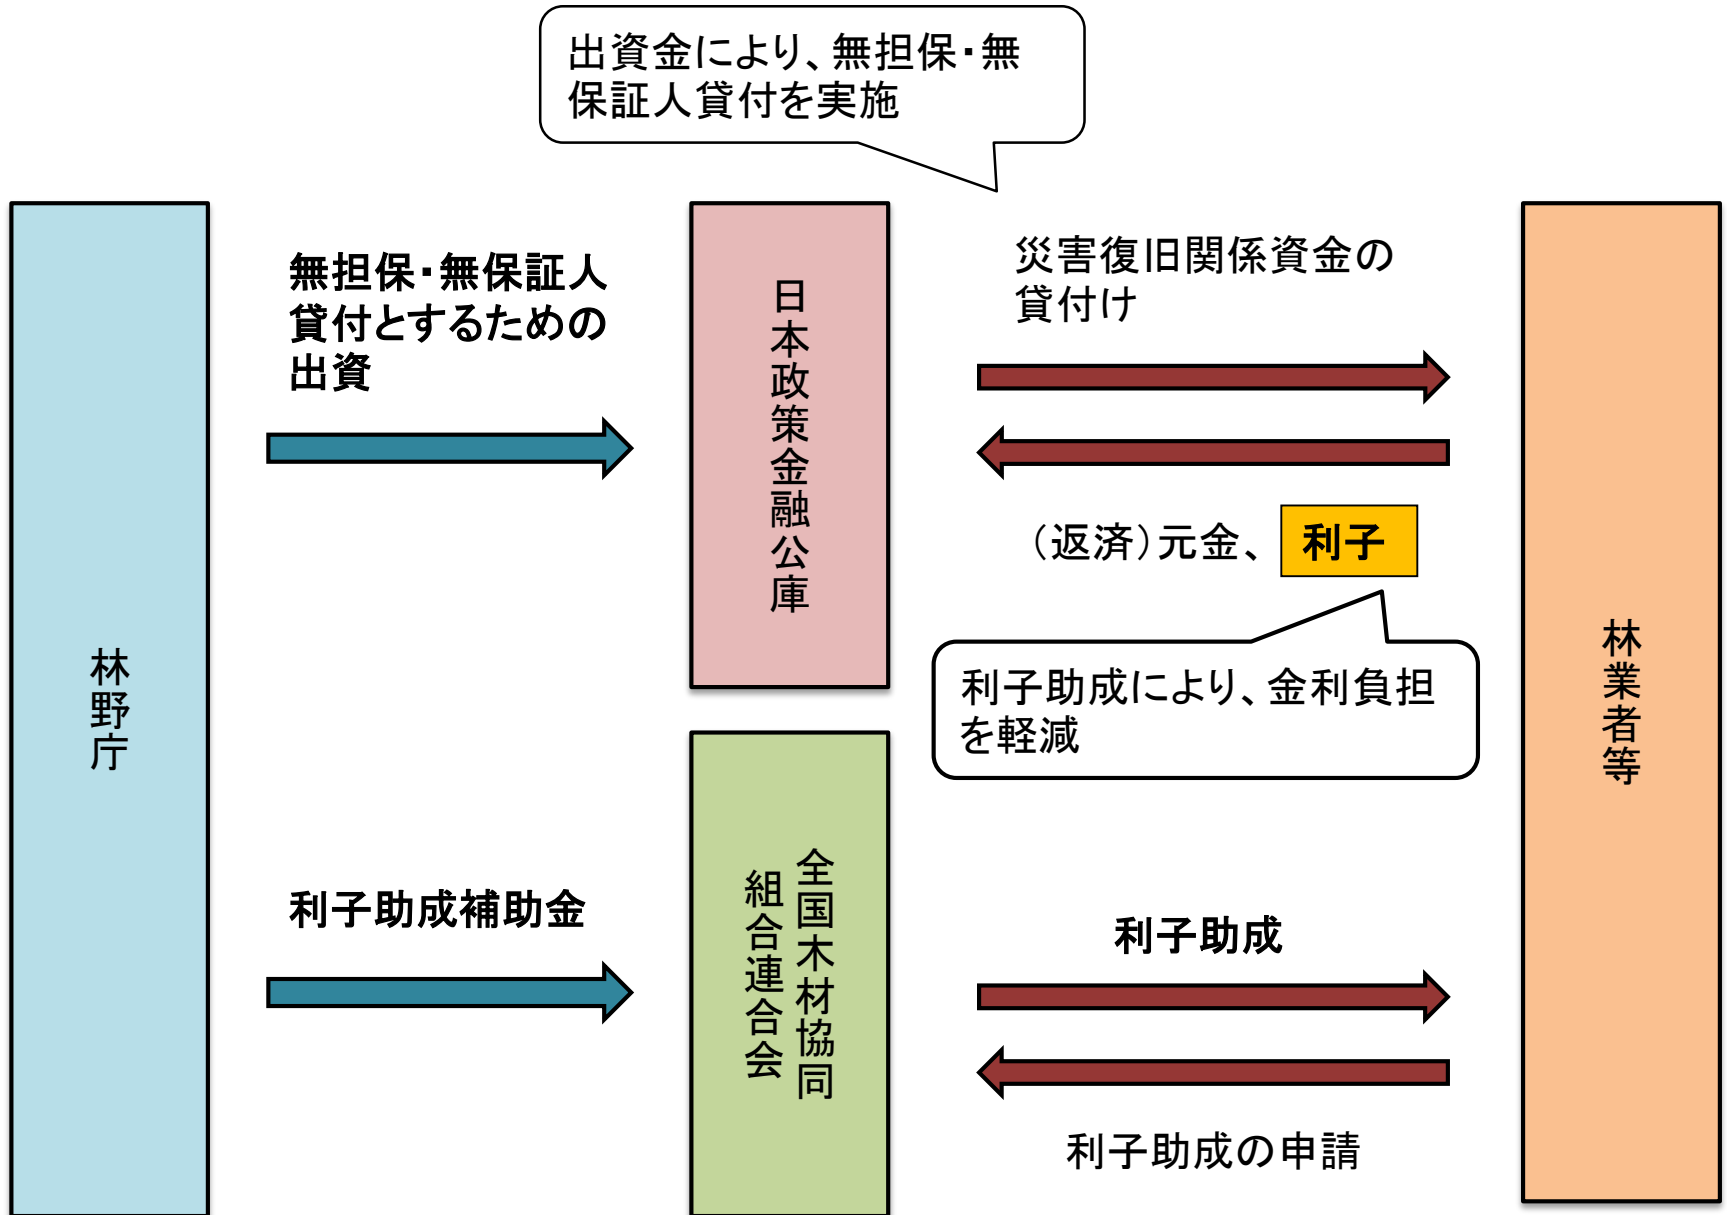 出資金により、無担保・無
保証人貸付を実施
林野庁
無担保・無保証人
貸付とするための
出資
日本政策金融公庫
災害復旧関係資金の
貸付け
（返済）元金、 利子
利子助成により、金利負担
を軽減
林業者等
利子助成補助金
全国木材協同
組合連合会
利子助成
利子助成の申請